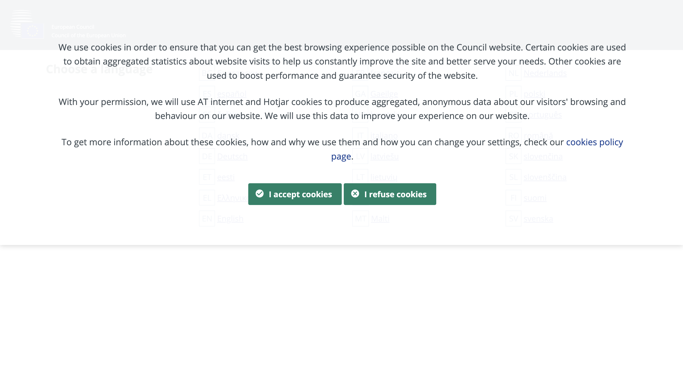 We use cookies in order to ensure that you can get the best browsing experience possible on the Council website. Certain cookies are used
to obtain aggregated statistics about website visits to help us constantly improve the site and better serve your needs. Other cookies are
used to boost performance and guarantee security of the website.
With your permission, we will use AT internet and Hotjar cookies to produce aggregated, anonymous data about our visitors' browsing and
behaviour on our website. We will use this data to improve your experience on our website.
To get more information about these cookies, how and why we use them and how you can change your settings, check our cookies policy
page.
I accept cookies
I refuse cookies